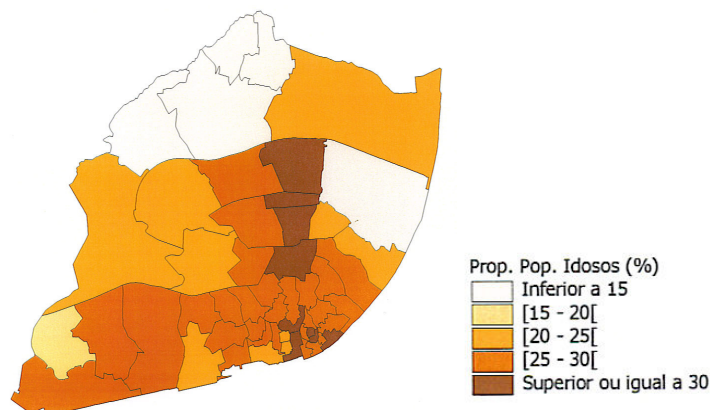 Prop. Pop. Idosos (%)
Inferior a 15
[15 - 20[
[20 - 25[
[25 - 30[
Superior ou igual a 30